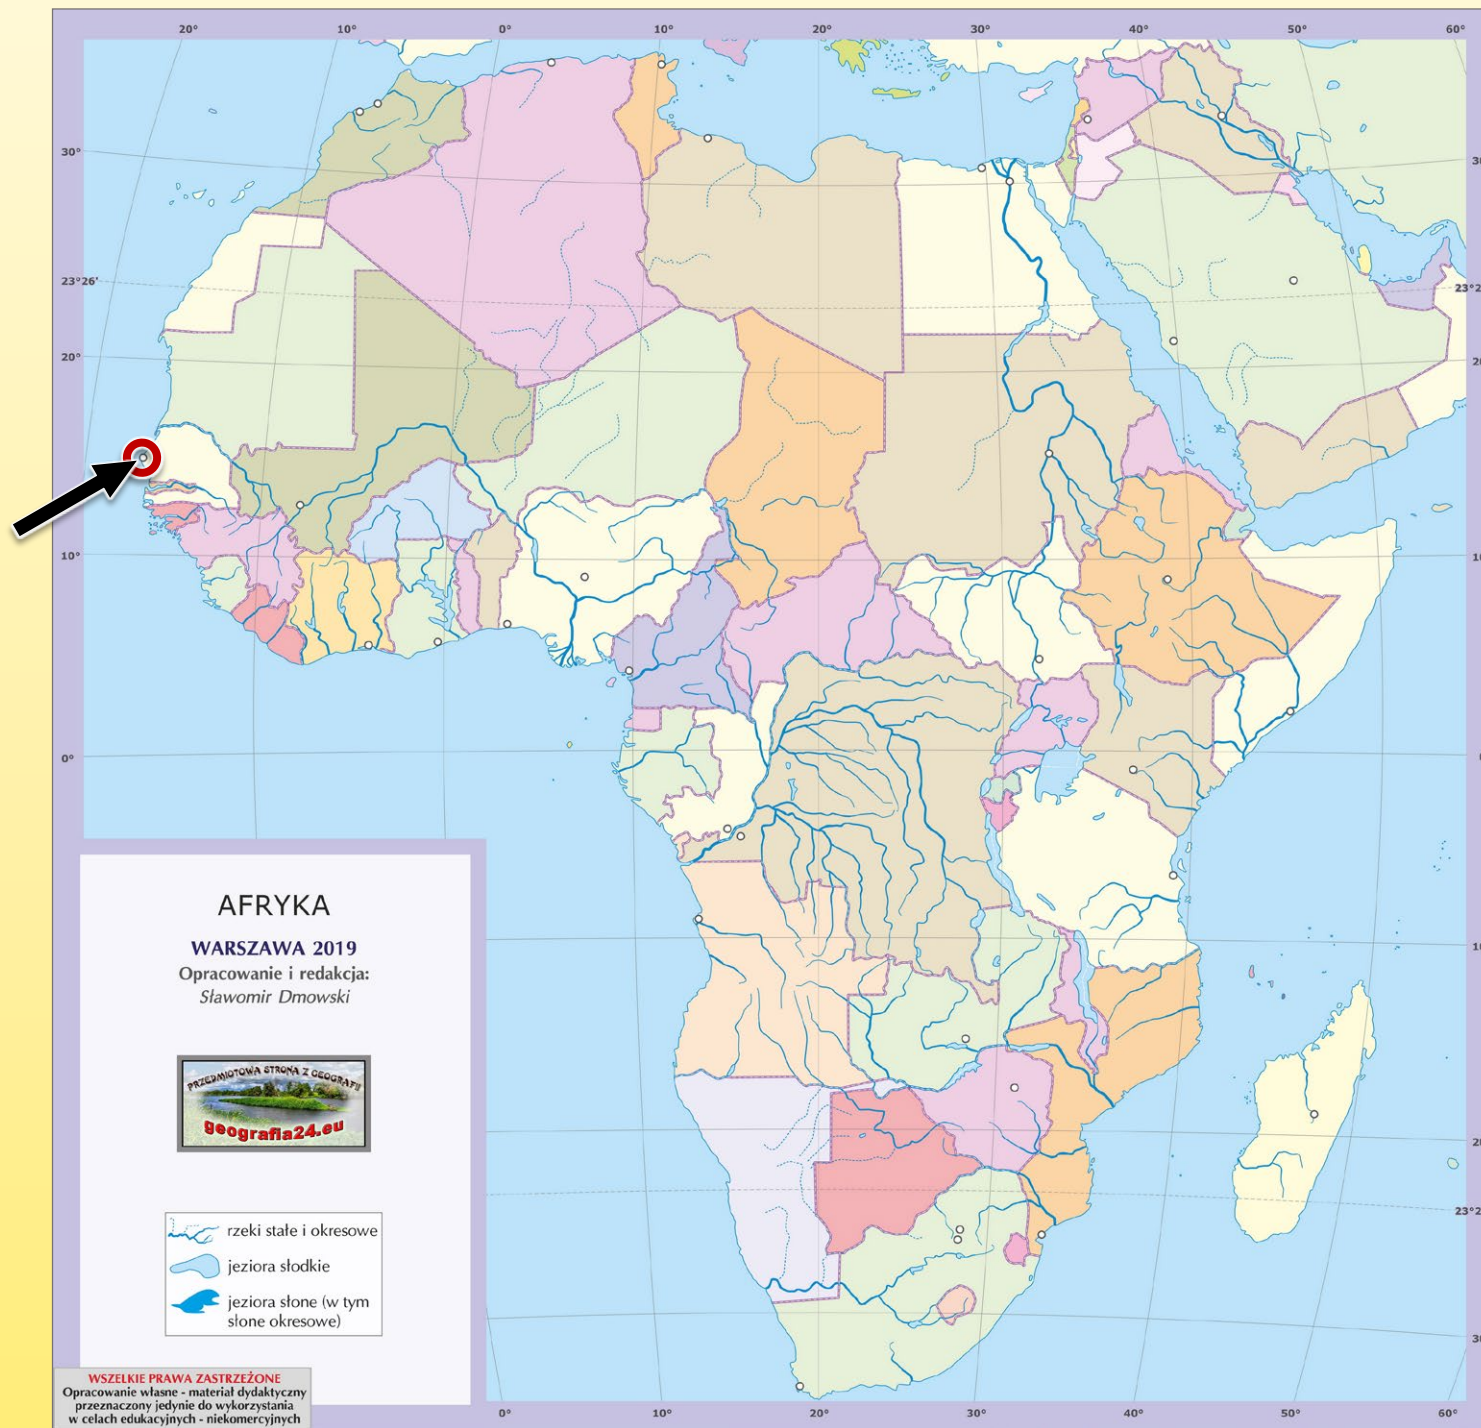 20° 10° 0° 10° 20° 30° 40° 50° 60°
30°
23°26'
20°
10°
0°
AFRYKA
WARSZAWA 2019
Opracowanie i redakcja:
Sławomir Dmowski
PRZEDMIOTOWA STRONA Z GEOGRAFII
geografia24.eu
rzeki stałe i okresowe
jeziora słodkie
jeziora słone (w tym
słone okresowe)
WSZELKIE PRAWA ZASTRZEŻONE
Opracowanie własne - materiał dydaktyczny
przeznaczony jedynie do wykorzystania
w celach edukacyjnych - niekomercyjnych
0° 10° 20° 30° 40° 50° 60°